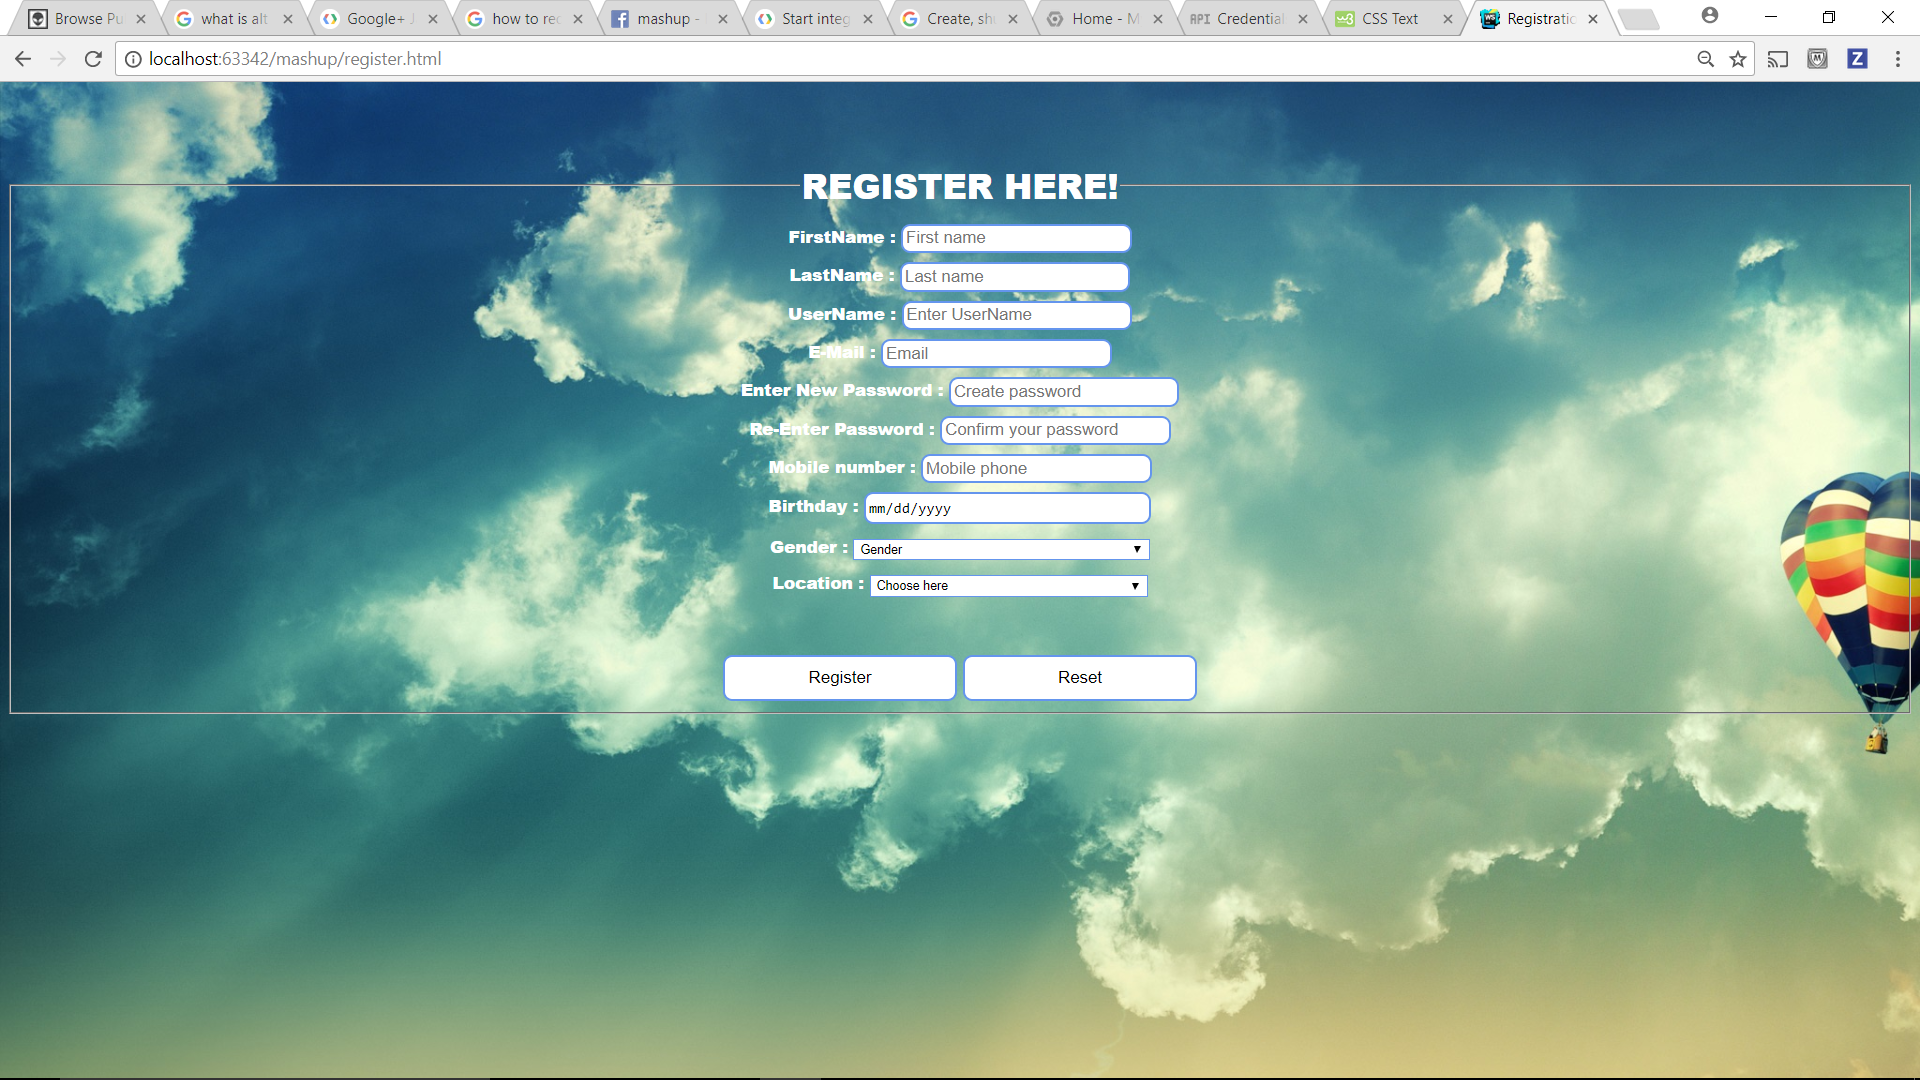 Browse Pu
what is alt
Google+ J
how to rec
mashup -
Start integ
Create, sh
Home - M
API Credential
w3 CSS Text
WS Registratio
localhost:63342/mashup/register.html
M
Z
REGISTER HERE!
FirstName : First name
LastName : Last name
UserName : Enter UserName
E-Mail : Email
Enter New Password : Create password
Re-Enter Password : Confirm your password
Mobile number : Mobile phone
Birthday : mm/dd/yyyy
Gender : Gender
Location : Choose here
Register Reset